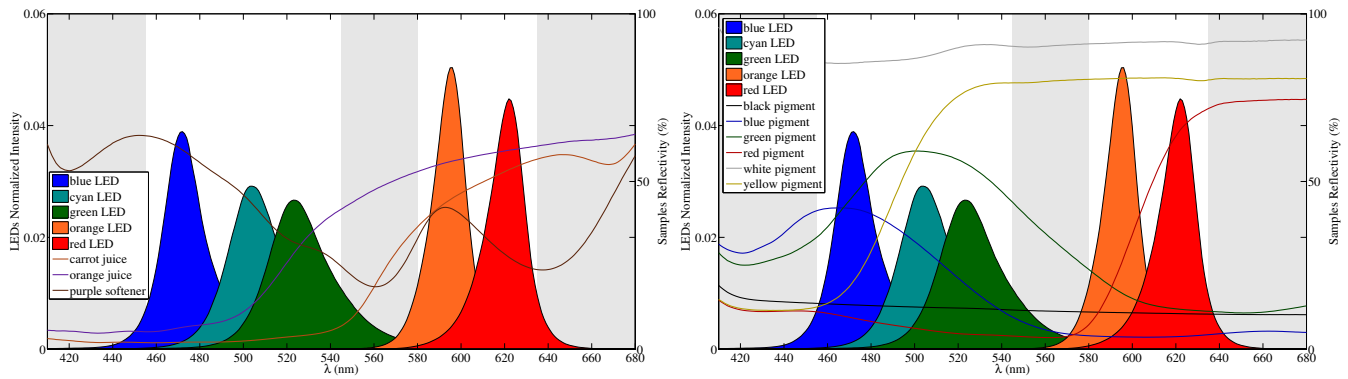 0.06
0.04
0.02
0
LEDs Normalized Intensity
100
50
0
Samples Reflectivity (%)
blue LED
cyan LED
green LED
orange LED
red LED
carrot juice
orange juice
purple softener
420 440 460 480 500 520 540 560 580 600 620 640 660 680
λ (nm)
0.06
0.04
0.02
0
LEDs Normalized Intensity
100
50
0
Samples Reflectivity (%)
blue LED
cyan LED
green LED
orange LED
red LED
black pigment
blue pigment
green pigment
red pigment
white pigment
yellow pigment
420 440 460 480 500 520 540 560 580 600 620 640 660 680
λ (nm)